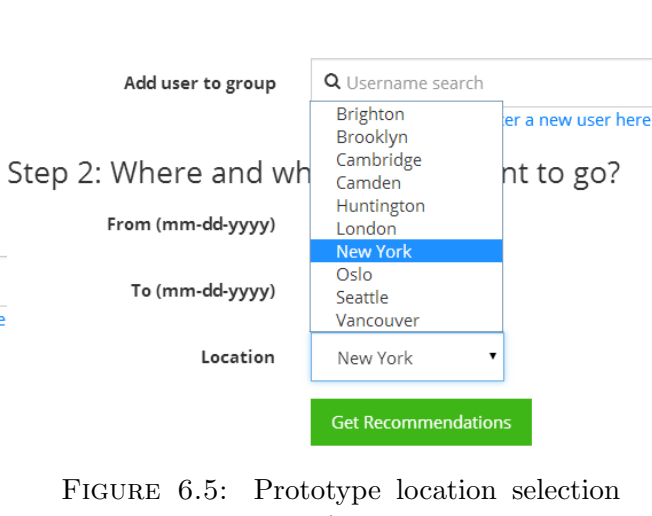 Add user to group
Username search
Brighton
er a new user here
Brooklyn
Cambridge
Step 2: Where and wh
nt to go?
Camden
Huntington
From (mm-dd-yyyy)
London
New York
Oslo
To (mm-dd-yyyy)
Seattle
Vancouver
Location
New York
Get Recommendations
FIGURE 6.5: Prototype location selection